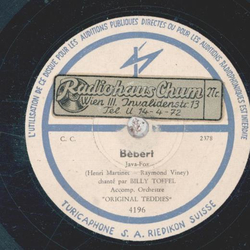 L'UTILISATION DE CE DISQUE POUR LES AUDITIONS PUBLIQUES DIRECTES OU POUR LES AUDITIONS RADIOPHONIQUES EST INTERDITE
Radiohaus Chum
Wien III. Invalidenstr. 13
Tel. U 14-4-72
C. C.
2378
Bébert
Java-Fox
(Henri Martinet — Raymond Viney)
chanté par BILLY TOFFEL
Accomp. Orchestre
"ORIGINAL TEDDIES"
4196
TURICAPHONE S. A. RIEDIKON SUISSE